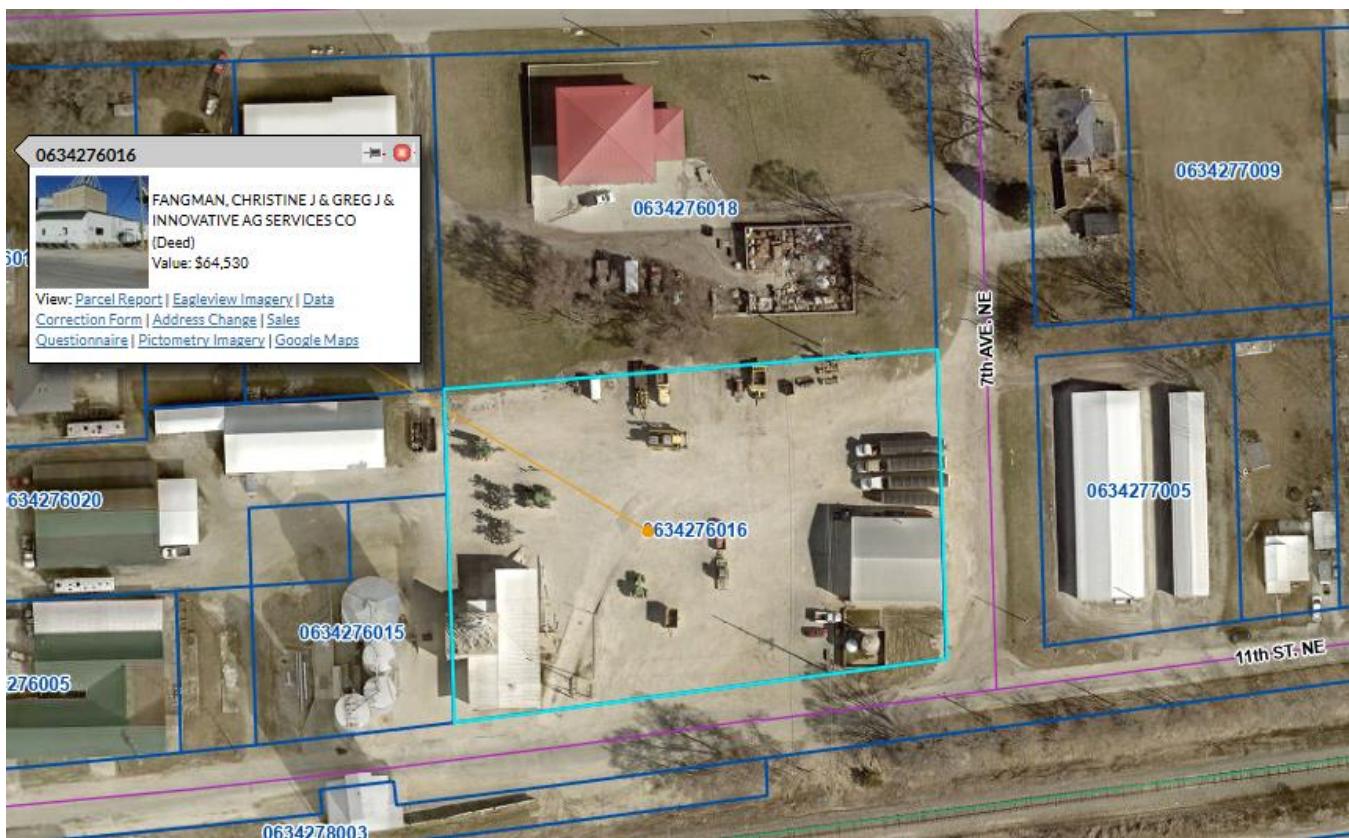 0634276016
FANGMAN, CHRISTINE J & GREG J &
INNOVATIVE AG SERVICES CO
(Deed)
Value: $64,530
View: Parcel Report | Eagleview Imagery | Data
Correction Form | Address Change | Sales
Questionnaire | Pictometry Imagery | Google Maps
0634276018
0634277009
7th AVE. NE
0634276020
0634276016
0634277005
0634276015
276005
11th ST. NE
0634278003